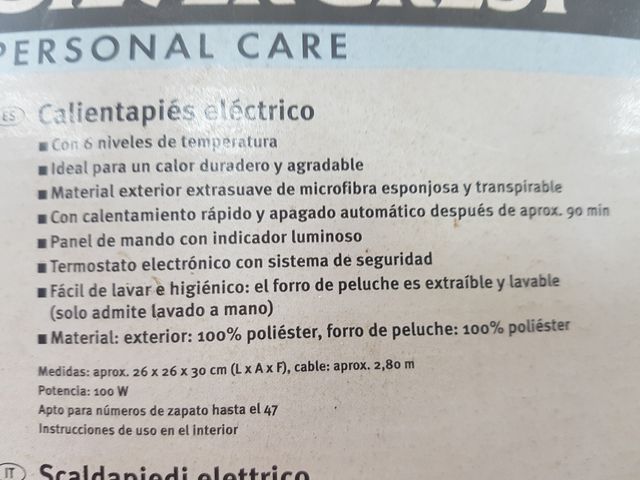 SILVERCREST
PERSONAL CARE
ES Calientapiés eléctrico
■ Con 6 niveles de temperatura
■ Ideal para un calor duradero y agradable
■ Material exterior extrasuave de microfibra esponjosa y transpirable
■ Con calentamiento rápido y apagado automático después de aprox. 90 min
■ Panel de mando con indicador luminoso
■ Termostato electrónico con sistema de seguridad
■ Fácil de lavar e higiénico: el forro de peluche es extraíble y lavable
(solo admite lavado a mano)
■ Material: exterior: 100% poliéster, forro de peluche: 100% poliéster
Medidas: aprox. 26 x 26 x 30 cm (L x A x F), cable: aprox. 2,80 m
Potencia: 100 W
Apto para números de zapato hasta el 47
Instrucciones de uso en el interior
IT Scaldapiedi elettrico